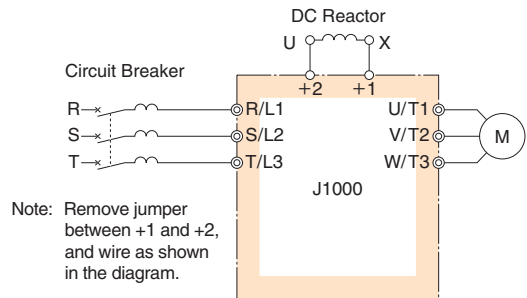 DC Reactor
U X
Circuit Breaker
+2 +1
R R/L1 U/T1
S S/L2 V/T2 M
T T/L3 W/T3
J1000
Note: Remove jumper
between +1 and +2,
and wire as shown
in the diagram.